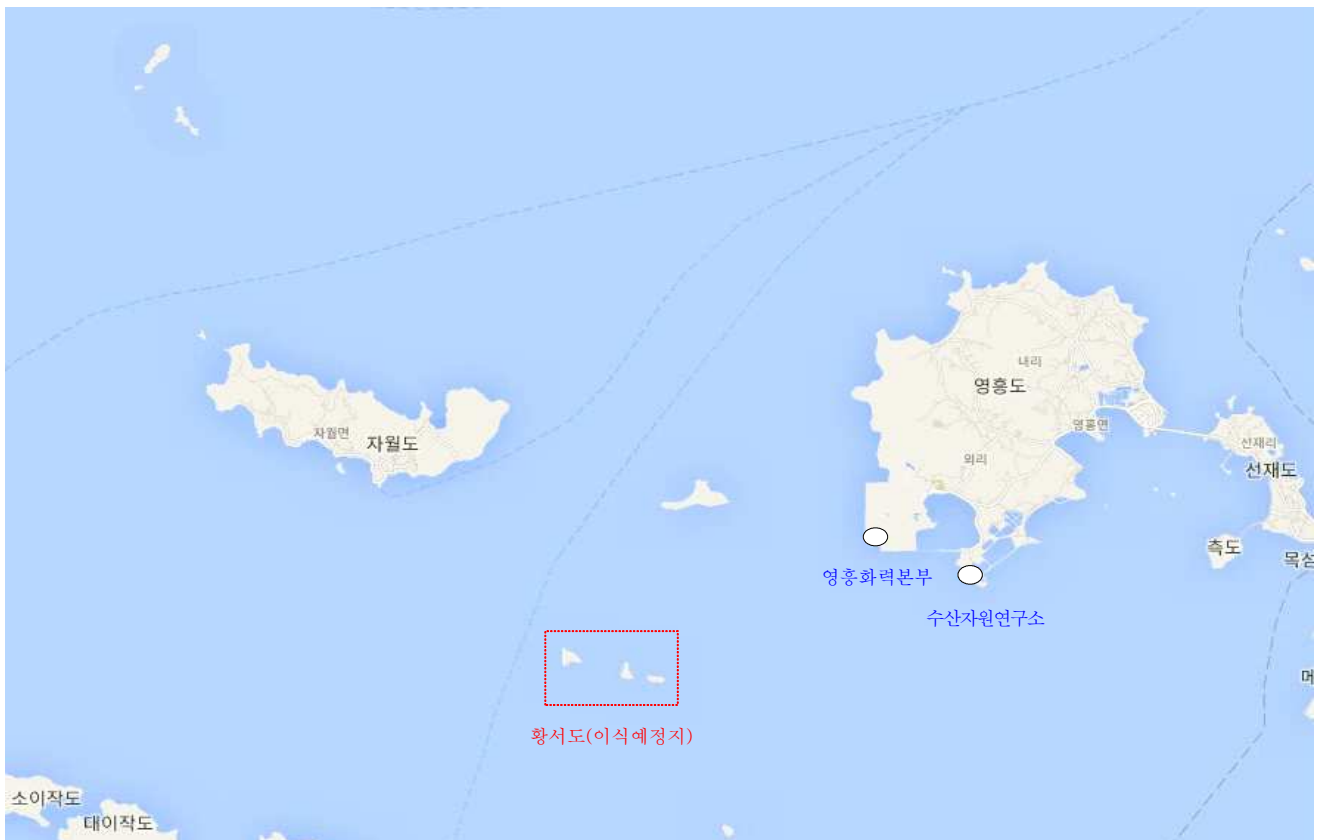 내리
영흥도
자월면
자월도
영흥면
선재리
외리
선재도
측도
목섬
영흥화력본부
수산자원연구소
메
황서도(이식예정지)
소이작도
대이작도